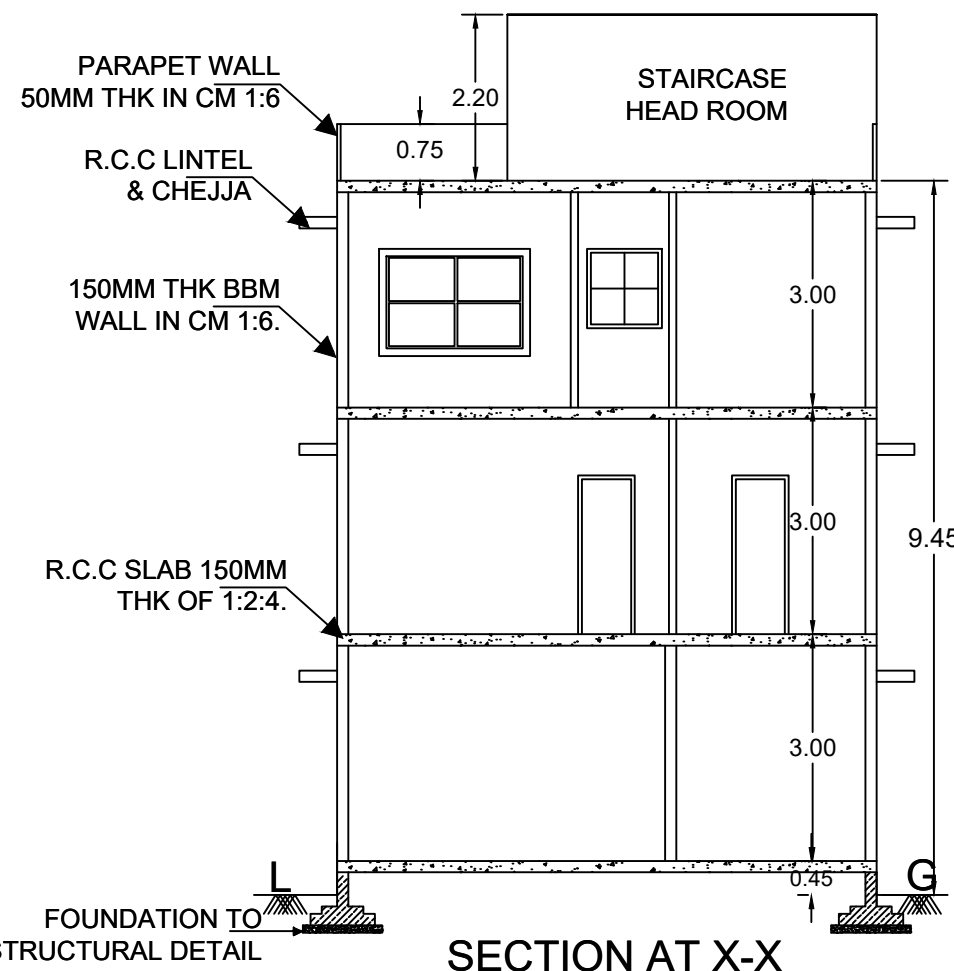 PARAPET WALL
50MM THK IN CM 1:6
2.20
STAIRCASE
HEAD ROOM
0.75
R.C.C LINTEL
& CHEJJA
150MM THK BBM
WALL IN CM 1:6.
3.00
3.00
9.45
R.C.C SLAB 150MM
THK OF 1:2:4.
3.00
0.45
L
G
FOUNDATION TO
STRUCTURAL DETAIL
SECTION AT X-X